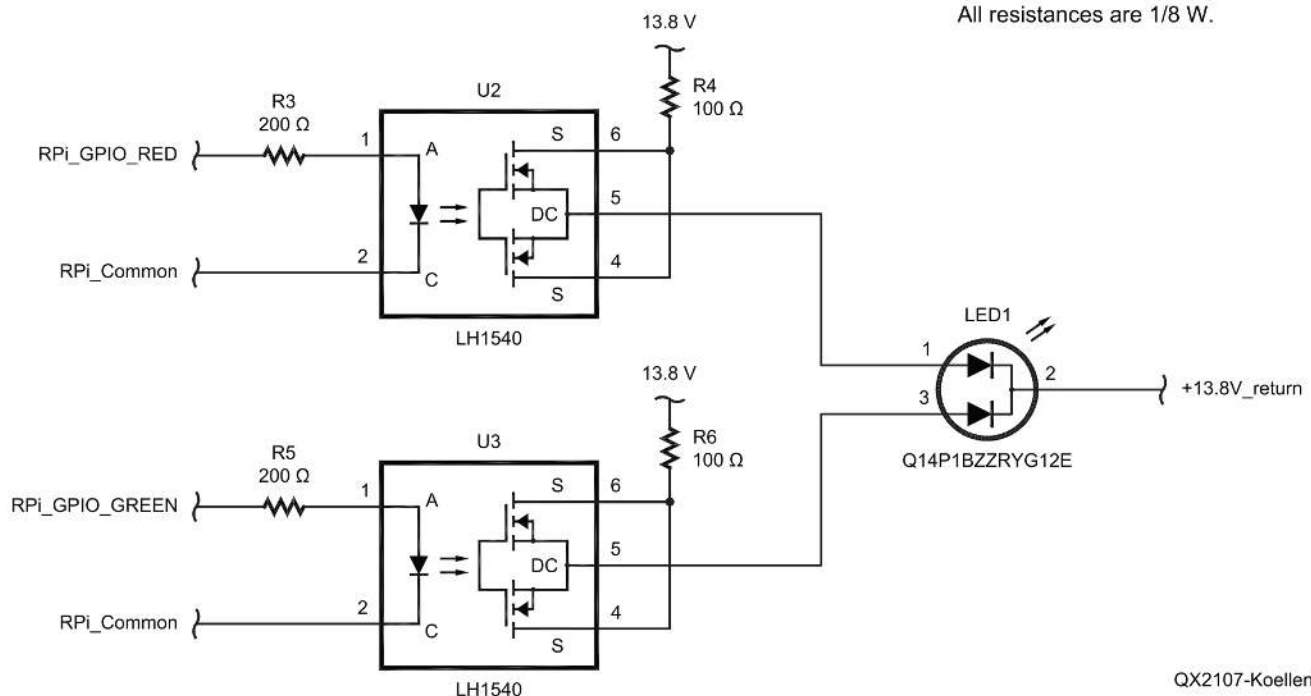 All resistances are 1/8 W.
13.8 V
R4
100 Ω
U2
R3
200 Ω
RPi_GPIO_RED
1
A
S
6
DC
5
RPi_Common
2
C
S
4
LH1540
LED1
1
2
3
+13.8V_return
Q14P1BZZRYG12E
13.8 V
R6
100 Ω
U3
R5
200 Ω
RPi_GPIO_GREEN
1
A
S
6
DC
5
RPi_Common
2
C
S
4
LH1540
QX2107-Koellen